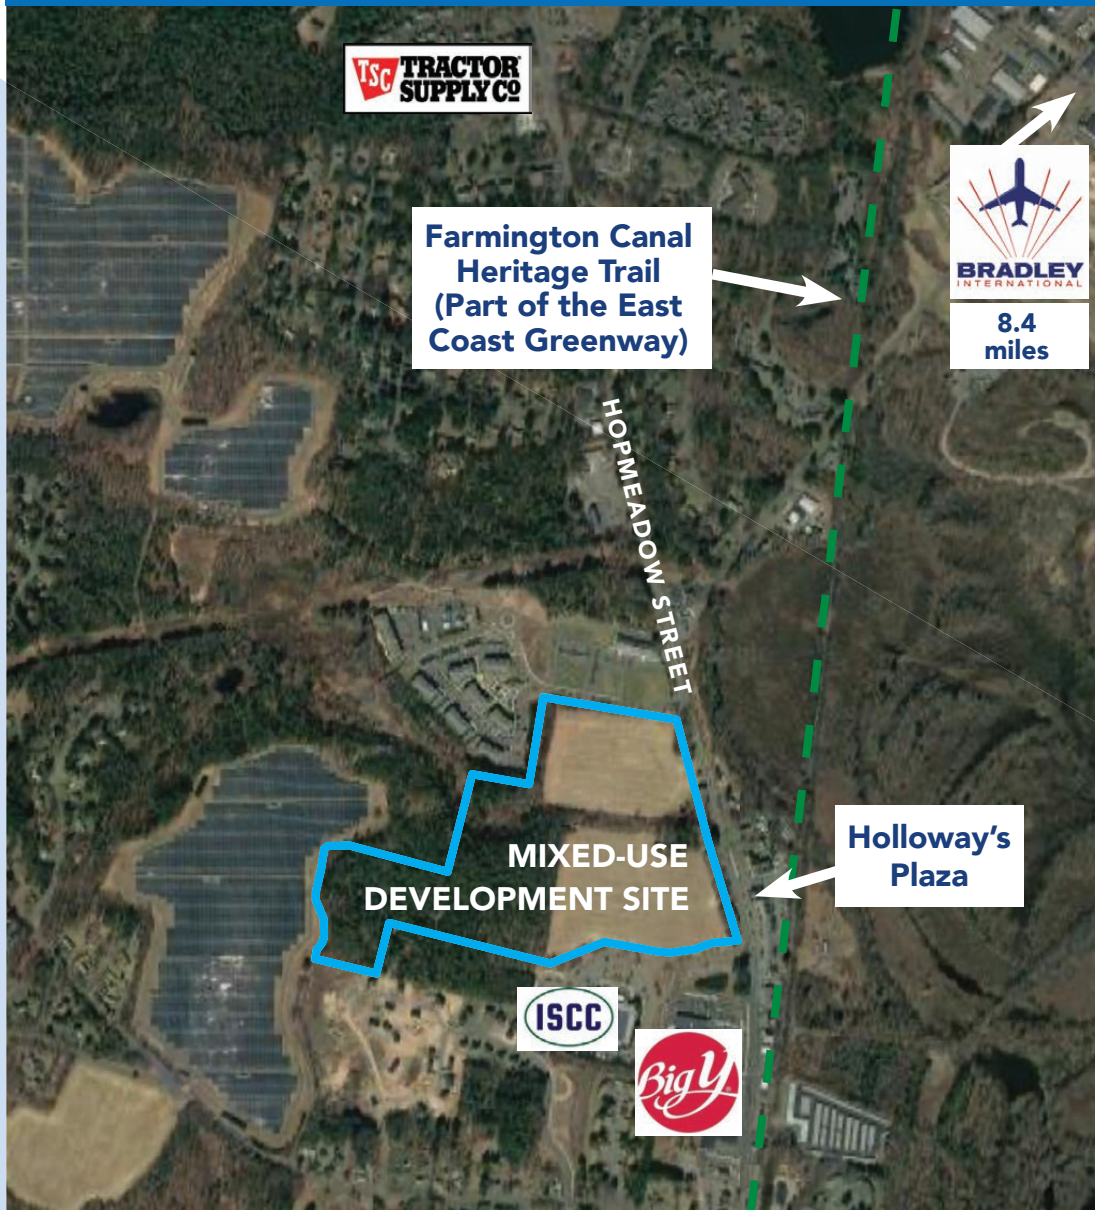 TSC TRACTOR
SUPPLY CO
Farmington Canal
Heritage Trail
(Part of the East
Coast Greenway)
BRADLEY
INTERNATIONAL
8.4
miles
HOPMEADOW STREET
MIXED-USE
DEVELOPMENT SITE
Holloway’s
Plaza
ISCC
Big Y